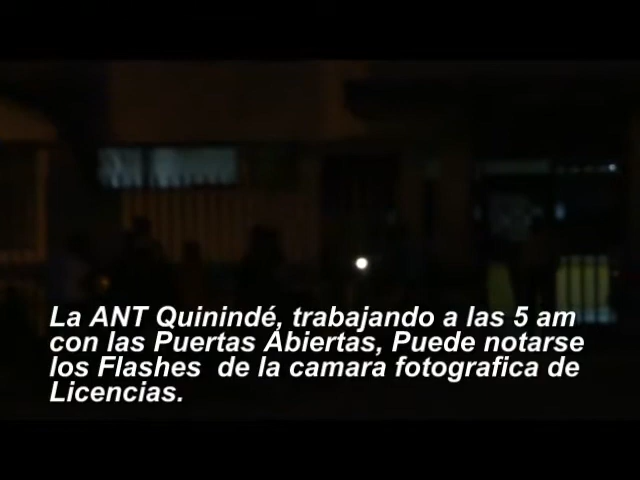 La ANT Quinindé, trabajando a las 5 am
con las Puertas Abiertas, Puede notarse
los Flashes  de la camara fotografica de
Licencias.